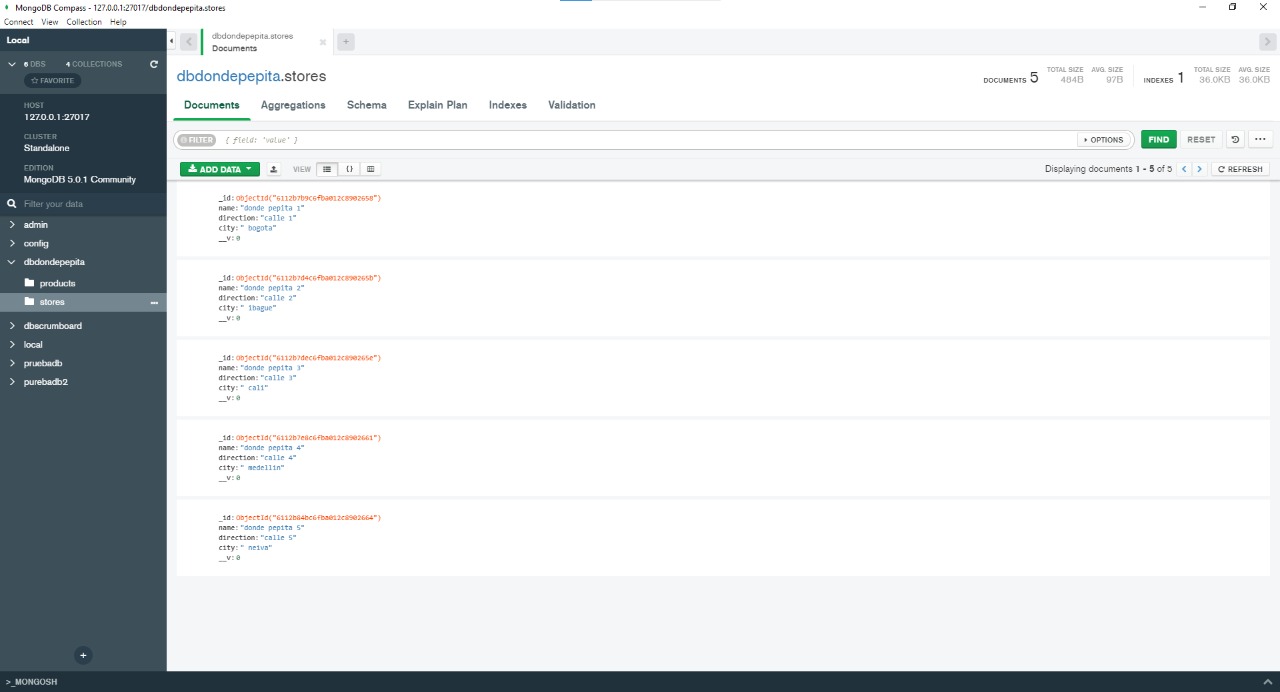 MongoDB Compass - 127.0.0.1:27017/dbdondepepita.stores
Connect View Collection Help
Local
6 DBS 4 COLLECTIONS
FAVORITE
HOST
127.0.0.1:27017
CLUSTER
Standalone
EDITION
MongoDB 5.0.1 Community
Filter your data
admin
config
dbdondepepita
products
stores
dbscrumboard
local
pruebadb
purebadb2
dbdondepepita.stores
Documents
dbdondepepita.stores
DOCUMENTS 5 TOTAL SIZE 484B AVG. SIZE 97B INDEXES 1 TOTAL SIZE 36.0KB AVG. SIZE 36.0KB
Documents Aggregations Schema Explain Plan Indexes Validation
FILTER { field: 'value' } OPTIONS FIND RESET
ADD DATA VIEW { } Displaying documents 1 - 5 of 5 REFRESH
_id: ObjectId("6112b7b9c6fba012c8902658")
name: "donde pepita 1"
direction: "calle 1"
city: " bogota"
__v: 0
_id: ObjectId("6112b7d4c6fba012c890265b")
name: "donde pepita 2"
direction: "calle 2"
city: " ibague"
__v: 0
_id: ObjectId("6112b7dec6fba012c890265e")
name: "donde pepita 3"
direction: "calle 3"
city: " cali"
__v: 0
_id: ObjectId("6112b7e8c6fba012c8902661")
name: "donde pepita 4"
direction: "calle 4"
city: " medellin"
__v: 0
_id: ObjectId("6112b84bc6fba012c8902664")
name: "donde pepita 5"
direction: "calle 5"
city: " neiva"
__v: 0
>_MONGOSH